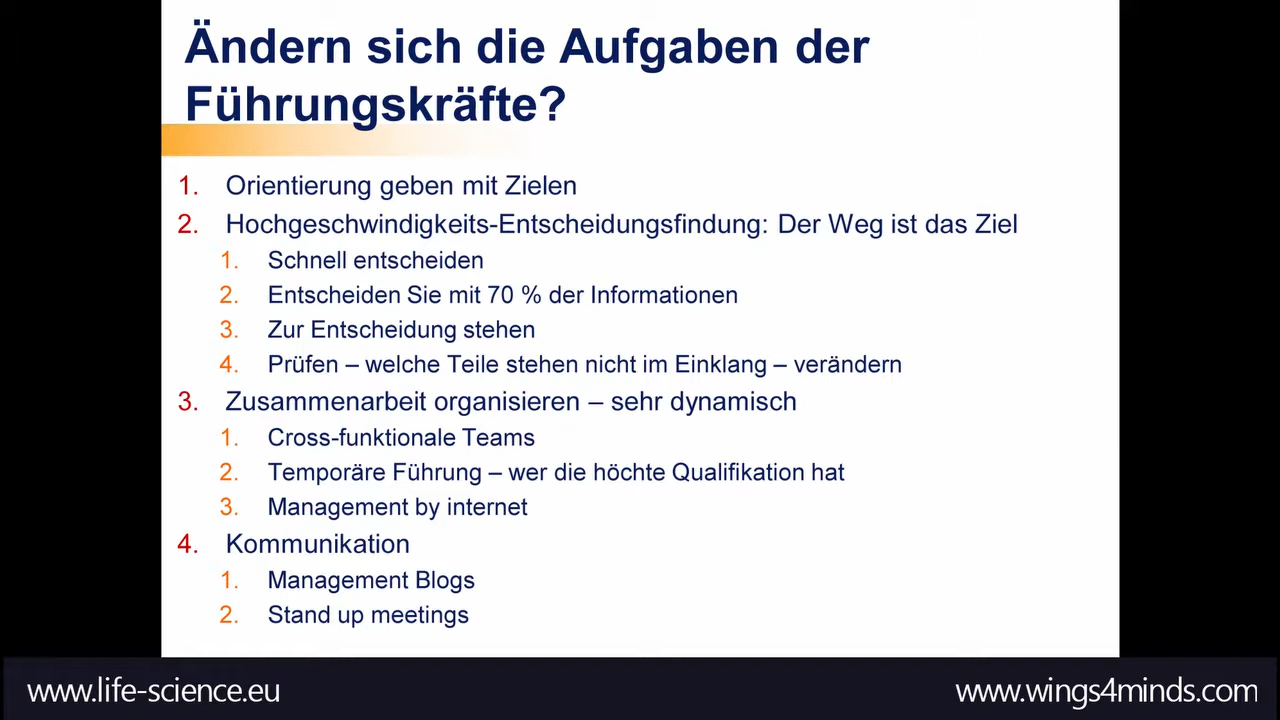 Ändern sich die Aufgaben der
Führungskräfte?
1. Orientierung geben mit Zielen
2. Hochgeschwindigkeits-Entscheidungsfindung: Der Weg ist das Ziel
1. Schnell entscheiden
2. Entscheiden Sie mit 70 % der Informationen
3. Zur Entscheidung stehen
4. Prüfen – welche Teile stehen nicht im Einklang – verändern
3. Zusammenarbeit organisieren – sehr dynamisch
1. Cross-funktionale Teams
2. Temporäre Führung – wer die höchte Qualifikation hat
3. Management by internet
4. Kommunikation
1. Management Blogs
2. Stand up meetings
www.life-science.eu
www.wings4minds.com